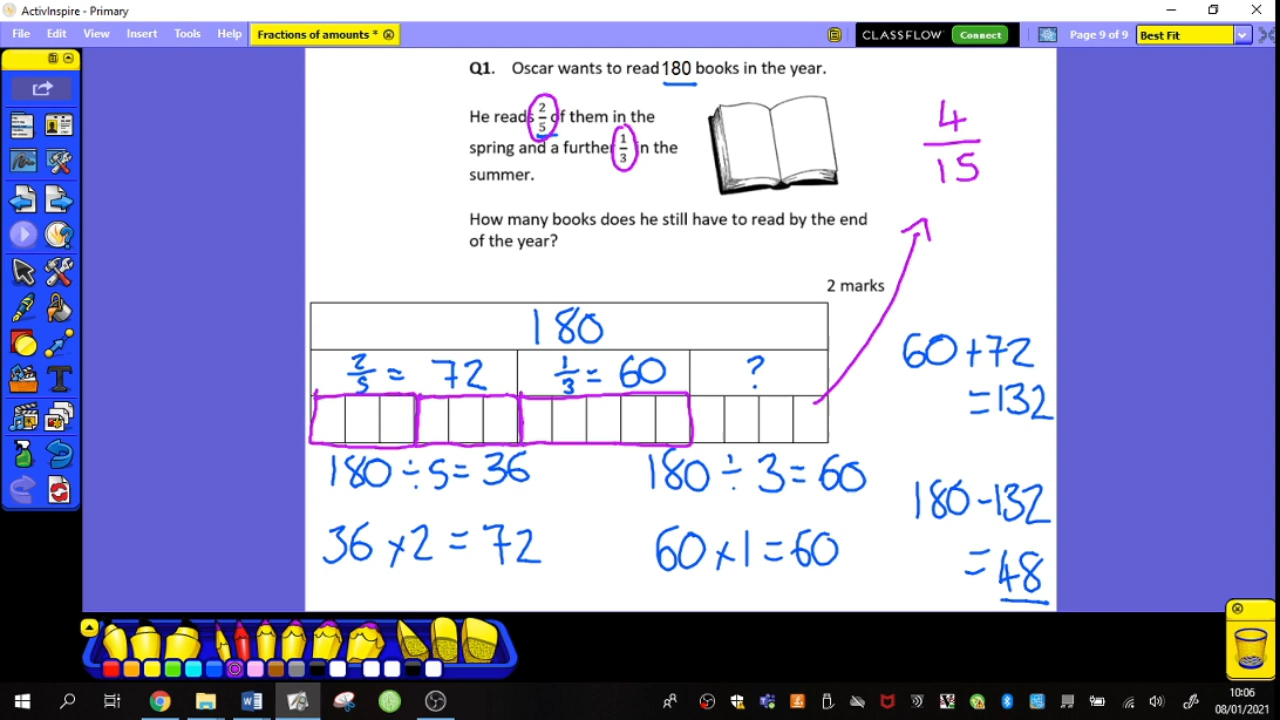 ActivInspire - Primary
File Edit View Insert Tools Help Fractions of amounts * CLASSFLOW Connect Page 9 of 9 Best Fit
Q1. Oscar wants to read 180 books in the year.
He reads 2/5 of them in the
spring and a further 1/3 in the
summer.
How many books does he still have to read by the end
of the year?
2 marks
4/15
180
2/5 = 72 1/3 = 60 ?
180 ÷ 5 = 36
36 × 2 = 72
180 ÷ 3 = 60
60 × 1 = 60
60 + 72
= 132
180 - 132
= 48
10:06
08/01/2021